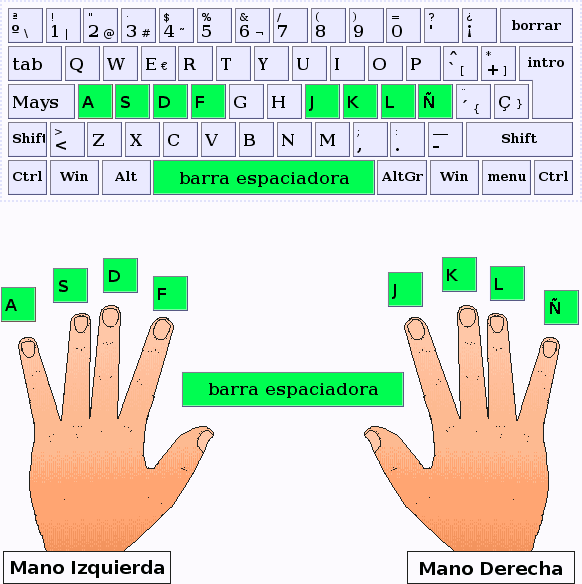 ª º \ ! 1 | " 2 @ · 3 # $ 4 ~ % 5 & 6 ¬ / 7 ( 8 ) 9 = 0 ? ' ¿ ¡ borrar
tab Q W E € R T Y U I O P ^ ` [ * + ] intro
Mays A S D F G H J K L Ñ ¨ ´ { Ç }
Shift > < Z X C V B N M ; , : . _ - Shift
Ctrl Win Alt barra espaciadora AltGr Win menu Ctrl
A S D F J K L Ñ
barra espaciadora
Mano Izquierda Mano Derecha